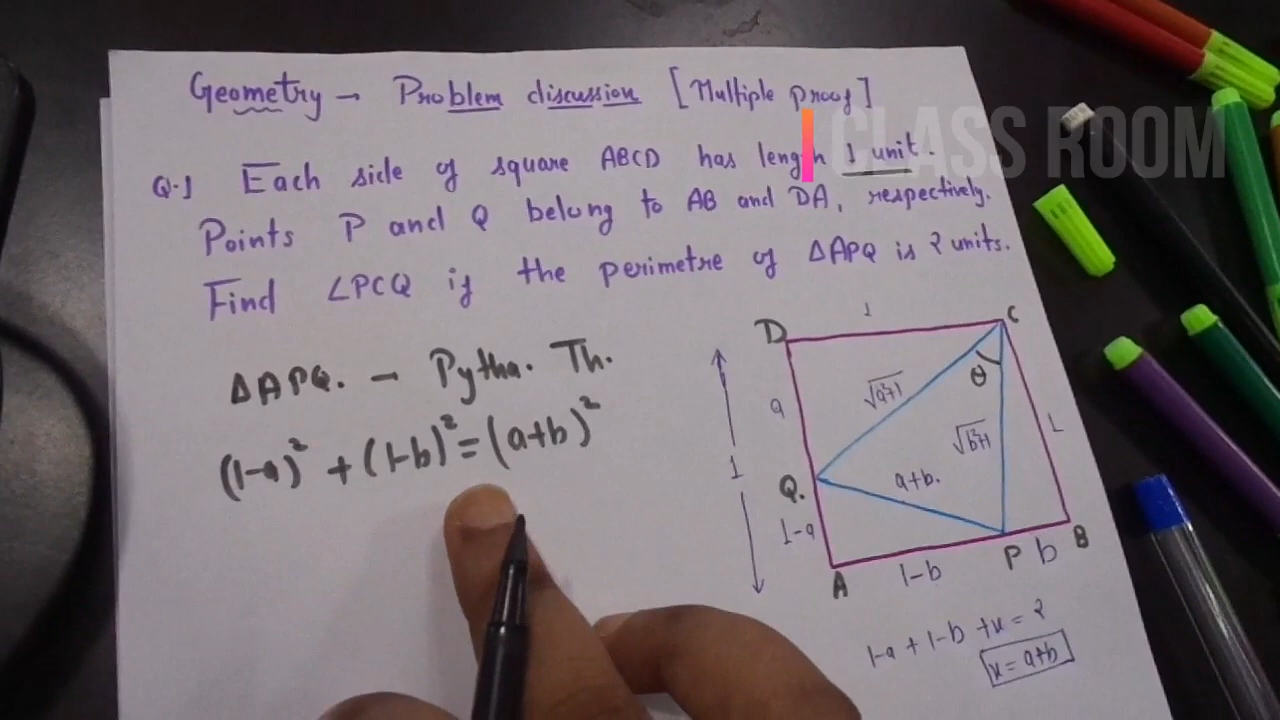 Geometry → Problem discussion [Multiple proof]
CLASS ROOM
Q.1 Each side of square ABCD has length 1 unit.
Points P and Q belong to AB and DA, respectively.
Find ∠PCQ if the perimetre of ΔAPQ is 2 units.
ΔAPQ. - Pytha. Th.
(1-a)² + (1-b)² = (a+b)²
1
D
C
a
√a²+1
θ
1
√b²+1
1
Q.
a+b.
1-a
A
1-b
P
b
B
1-a + 1-b + x = 2
x = a+b